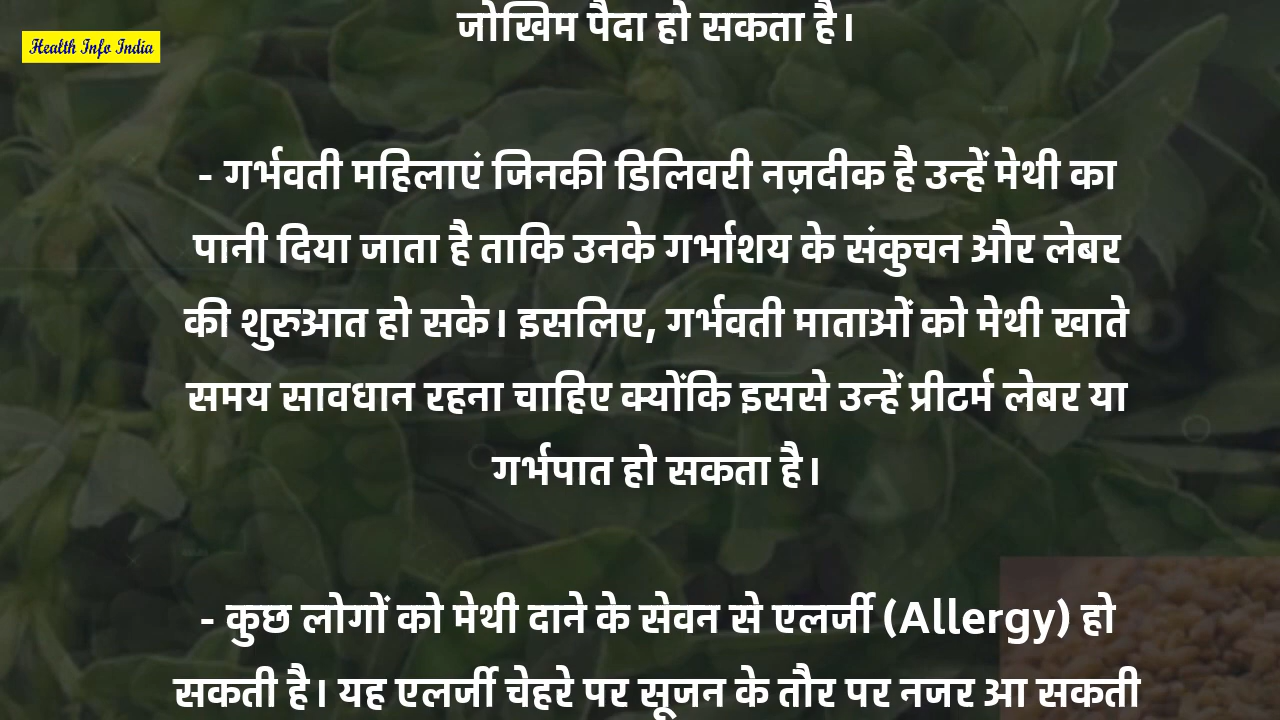 जोखिम पैदा हो सकता है।
Health Info India
- गर्भवती महिलाएं जिनकी डिलिवरी नज़दीक है उन्हें मेथी का
पानी दिया जाता है ताकि उनके गर्भाशय के संकुचन और लेबर
की शुरुआत हो सके। इसलिए, गर्भवती माताओं को मेथी खाते
समय सावधान रहना चाहिए क्योंकि इससे उन्हें प्रीटर्म लेबर या
गर्भपात हो सकता है।
- कुछ लोगों को मेथी दाने के सेवन से एलर्जी (Allergy) हो
सकती है। यह एलर्जी चेहरे पर सूजन के तौर पर नजर आ सकती